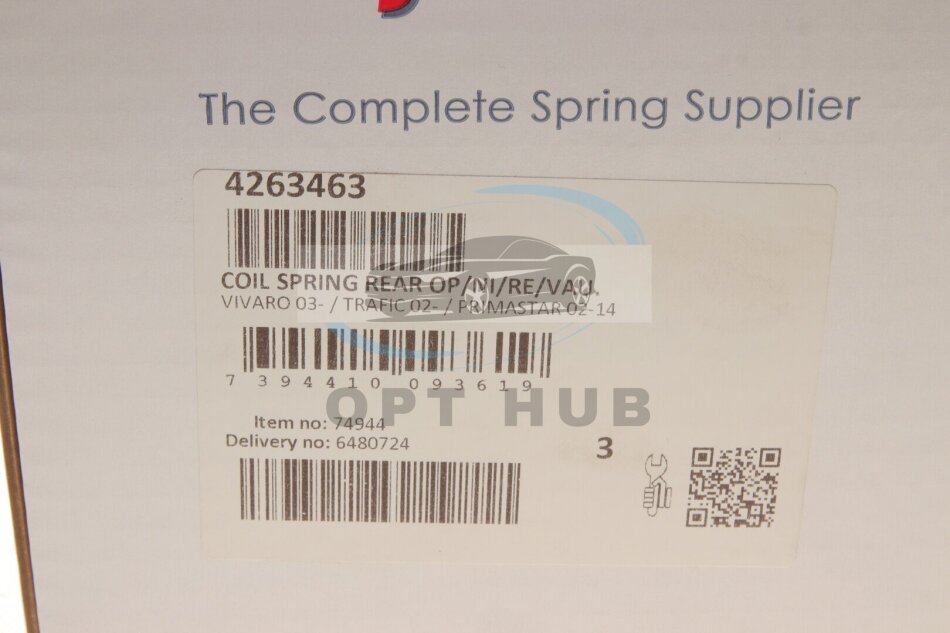 The Complete Spring Supplier
4263463
COIL SPRING REAR OP/NI/RE/VAU.
VIVARO 03- / TRAFIC 02- / PRIMASTAR 02-14
7 394410 093619
OPT HUB
Item no: 74944
Delivery no: 6480724
3